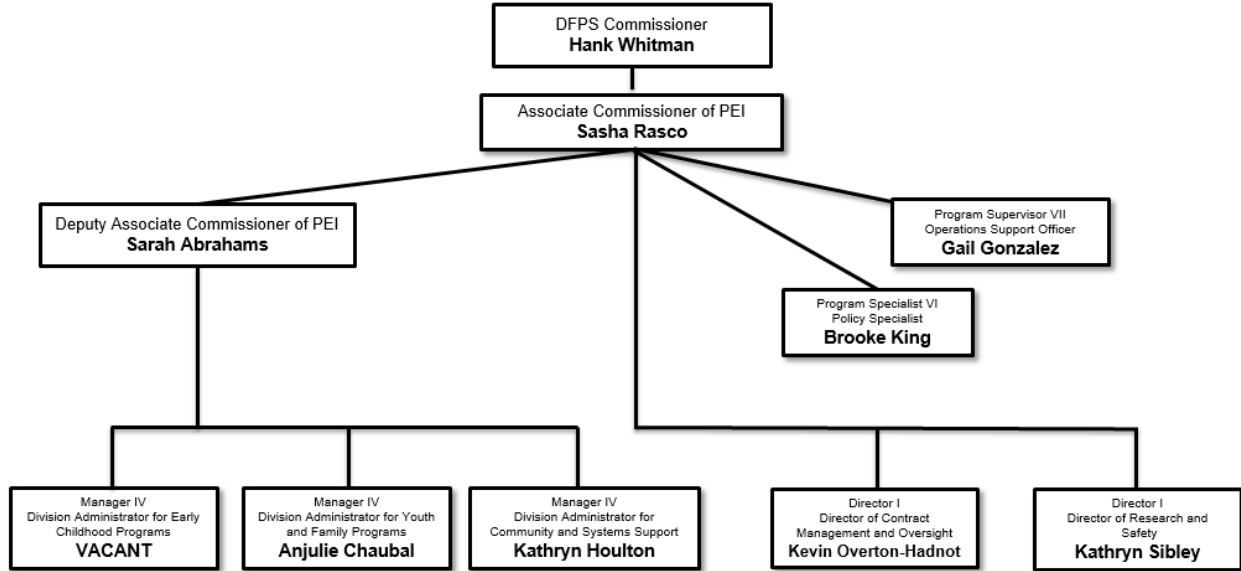 DFPS Commissioner
Hank Whitman
Associate Commissioner of PEI
Sasha Rasco
Deputy Associate Commissioner of PEI
Sarah Abrahams
Program Supervisor VII
Operations Support Officer
Gail Gonzalez
Program Specialist VI
Policy Specialist
Brooke King
Manager IV
Division Administrator for Early
Childhood Programs
VACANT
Manager IV
Division Administrator for Youth
and Family Programs
Anjulie Chaubal
Manager IV
Division Administrator for
Community and Systems Support
Kathryn Houlton
Director I
Director of Contract
Management and Oversight
Kevin Overton-Hadnot
Director I
Director of Research and
Safety
Kathryn Sibley